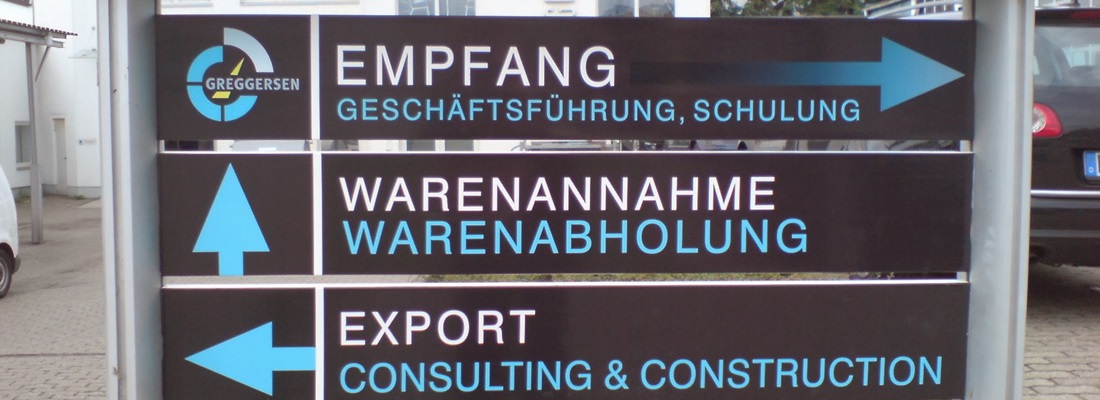 GREGGERSEN
EMPFANG
GESCHÄFTSFÜHRUNG, SCHULUNG
WARENANNAHME
WARENABHOLUNG
EXPORT
CONSULTING & CONSTRUCTION